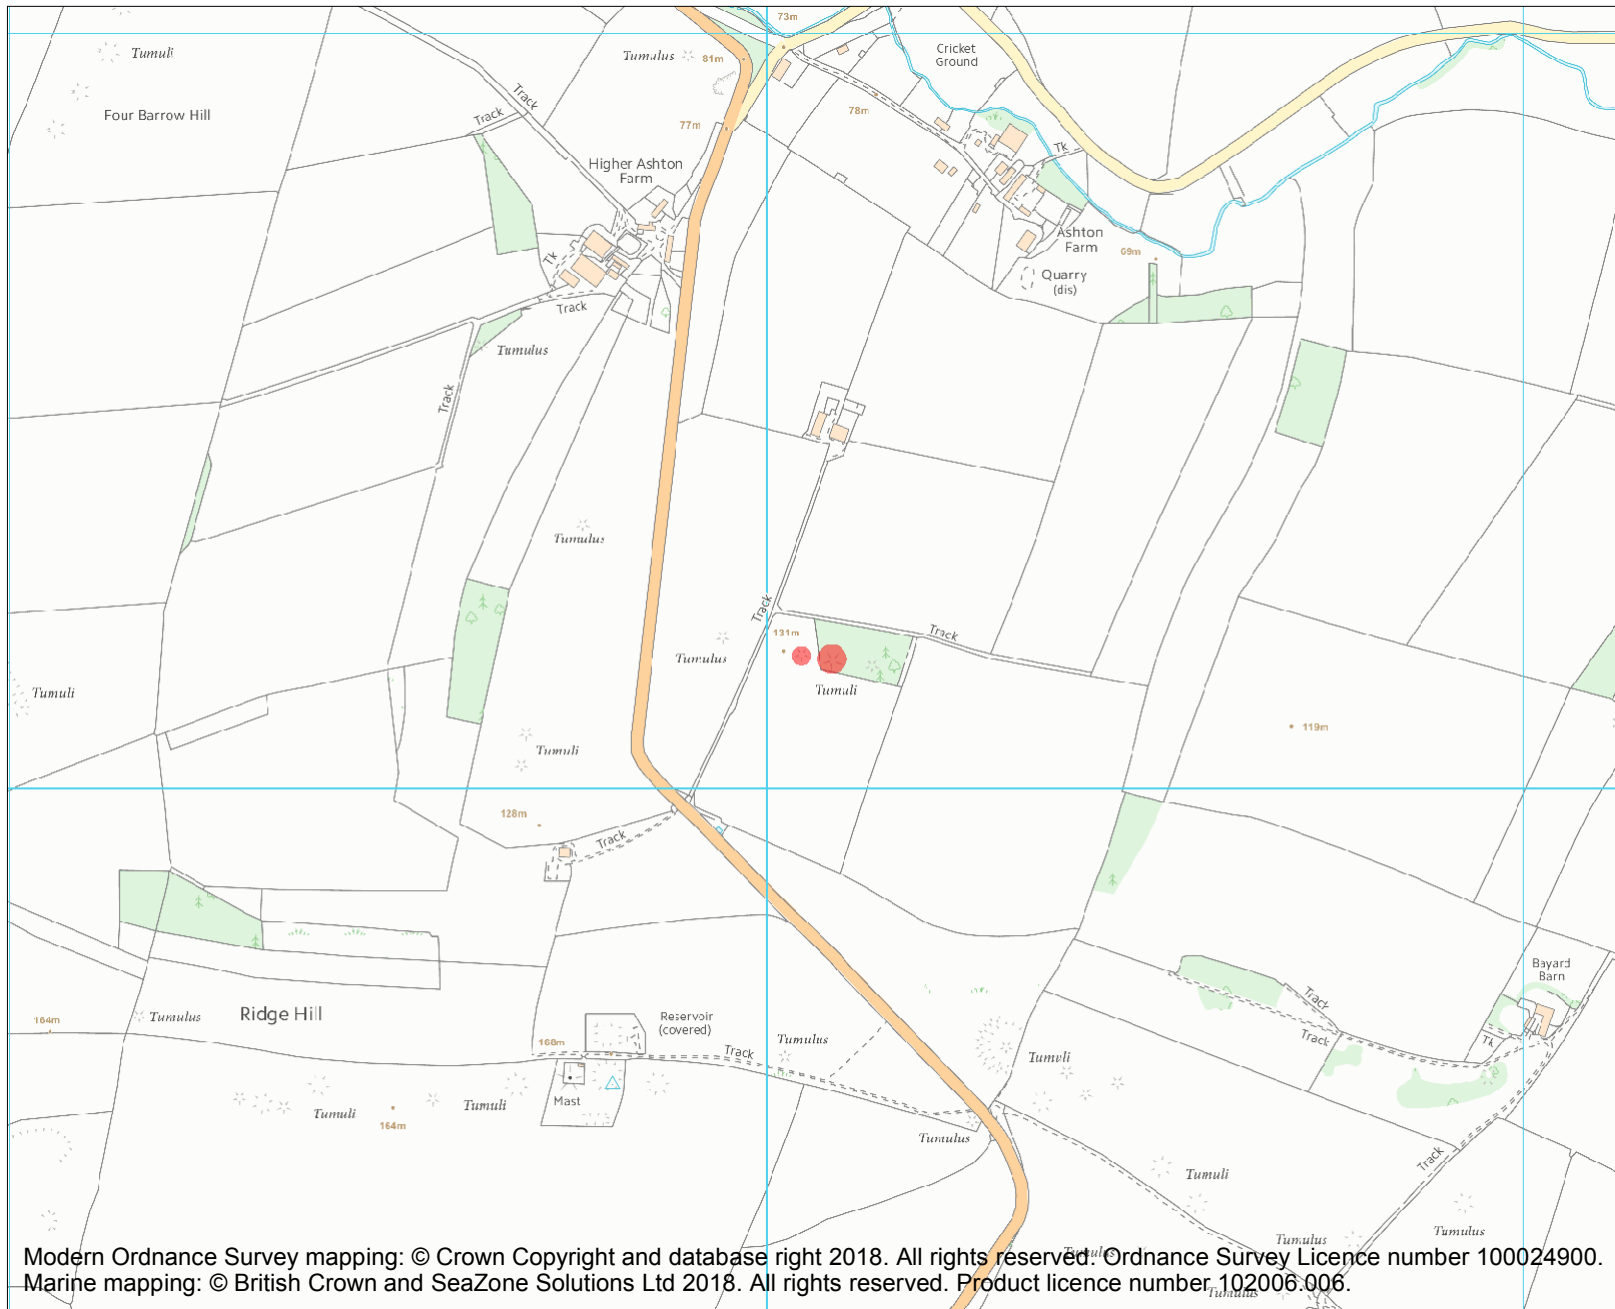 73m
Tumuli
Tumulus
81m
Cricket
Ground
Track
Track
Four Barrow Hill
77m
78m
Higher Ashton
Farm
Tk
Ashton
Farm
69m
Tk
Quarry
(dis)
Track
Tumulus
Track
Tumulus
Track
131m
Track
Tumulus
Tumuli
Tumuli
119m
Tumuli
128m
Track
Bayard
Barn
Track
Ridge Hill
Tumulus
164m
Reservoir
(covered)
Tumulus
168m
Track
Track
Tk
Tumuli
Mast
Tumuli
Tumuli
164m
Tumulus
Track
Tumuli
Tumulus
Tumulus
Tumulus
Modern Ordnance Survey mapping: © Crown Copyright and database right 2018. All rights reserved. Ordnance Survey Licence number 100024900.
Marine mapping: © British Crown and SeaZone Solutions Ltd 2018. All rights reserved. Product licence number 102006.006.
Tumulus